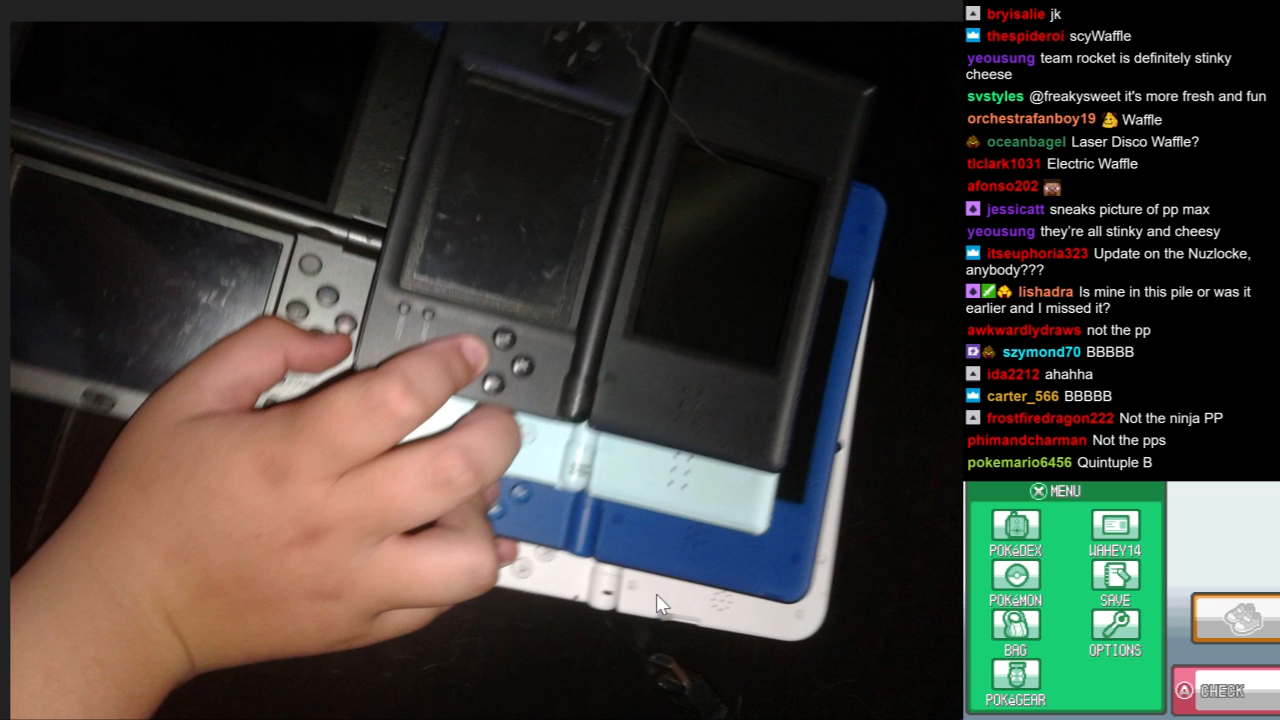 bryisalie jk
thespideroi scyWaffle
yeousung team rocket is definitely stinky
cheese
svstyles @freakysweet it's more fresh and fun
orchestrafanboy19 Waffle
oceanbagel Laser Disco Waffle?
tlclark1031 Electric Waffle
afonso202
jessicatt sneaks picture of pp max
yeousung they're all stinky and cheesy
itseuphoria323 Update on the Nuzlocke,
anybody???
lishadra Is mine in this pile or was it
earlier and I missed it?
awkwardlydraws not the pp
szymond70 BBBBB
ida2212 ahahha
carter_566 BBBBB
frostfiredragon222 Not the ninja PP
phimandcharman Not the pps
pokemario6456 Quintuple B
MENU
POKéDEX WAHEY14
POKéMON SAVE
BAG OPTIONS
POKéGEAR
A CHECK